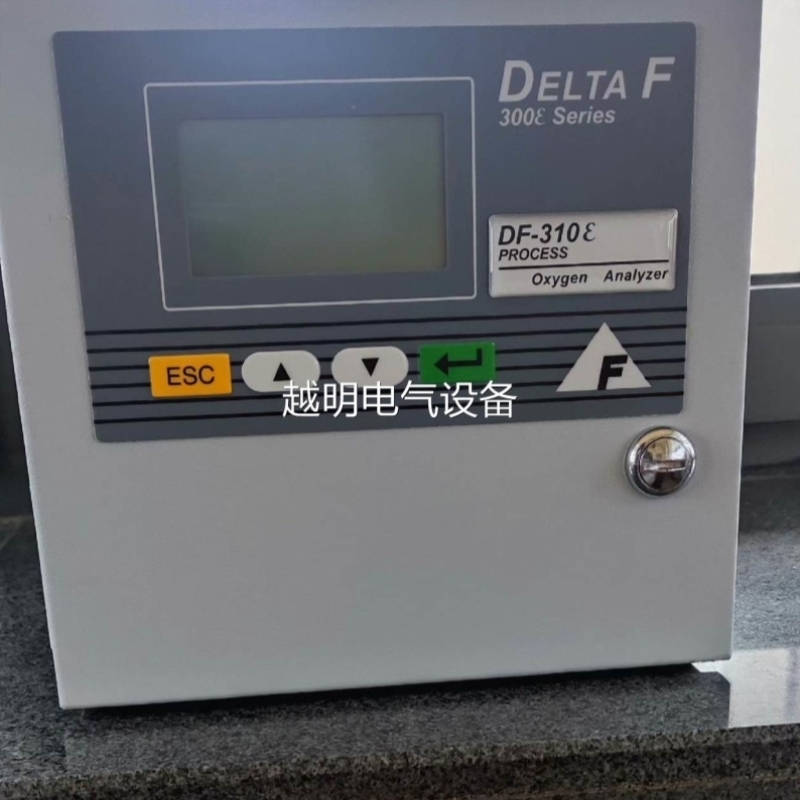 DELTA F
300ε Series
DF-310ε
PROCESS
Oxygen Analyzer
ESC
F
越明电气设备